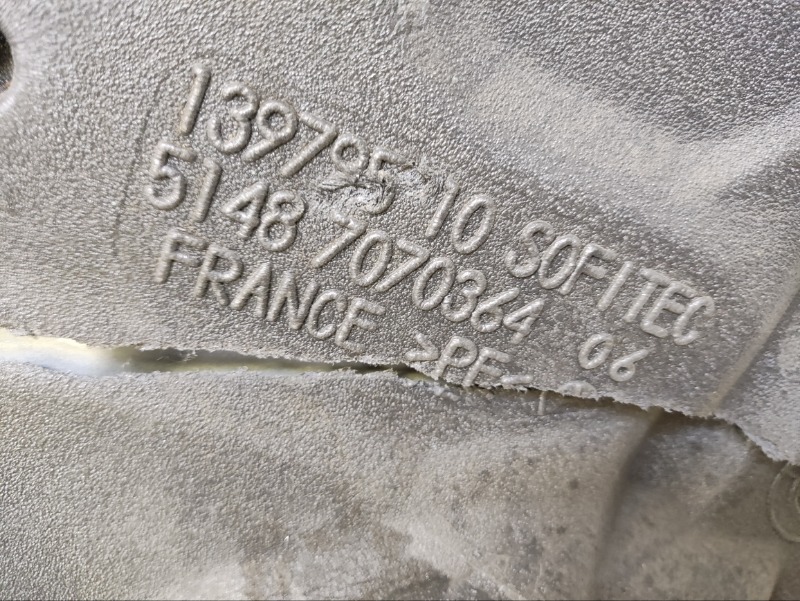 139795 10 SOFITEC
5148 7070364 06
FRANCE >PE-